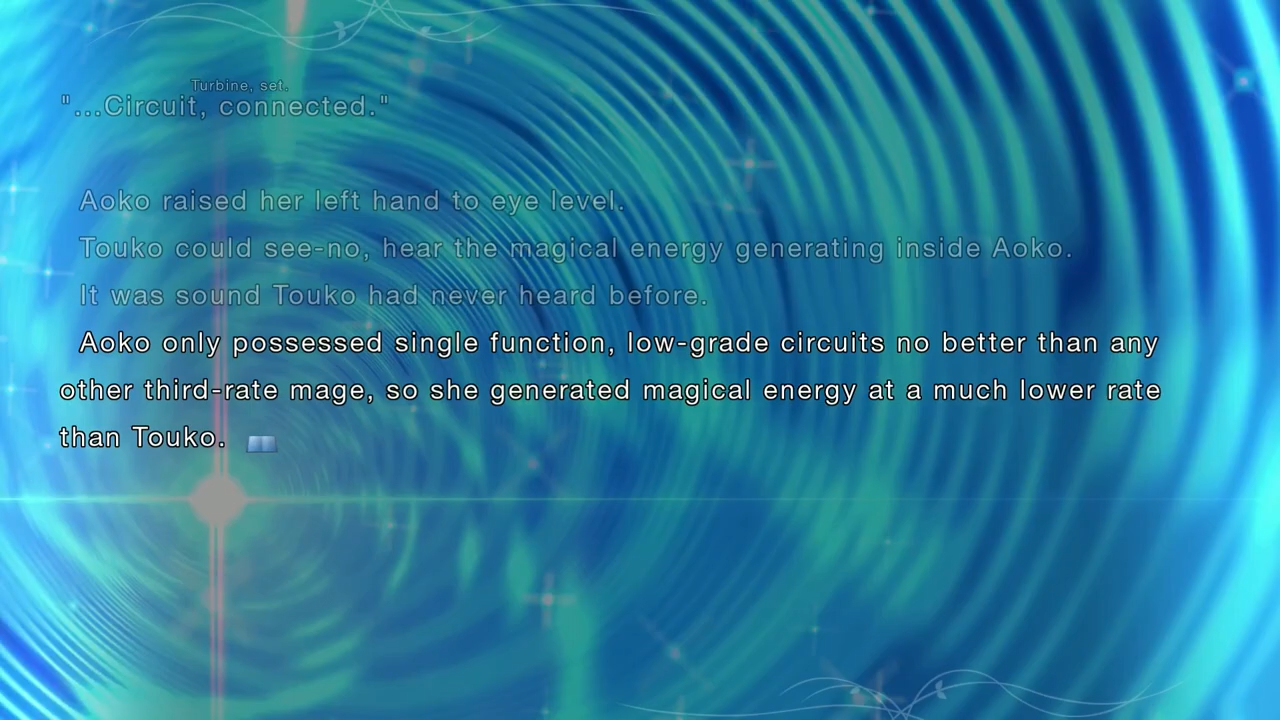 Turbine, set.
"...Circuit, connected."
Aoko raised her left hand to eye level.
Touko could see-no, hear the magical energy generating inside Aoko.
It was sound Touko had never heard before.
Aoko only possessed single function, low-grade circuits no better than any
other third-rate mage, so she generated magical energy at a much lower rate
than Touko.